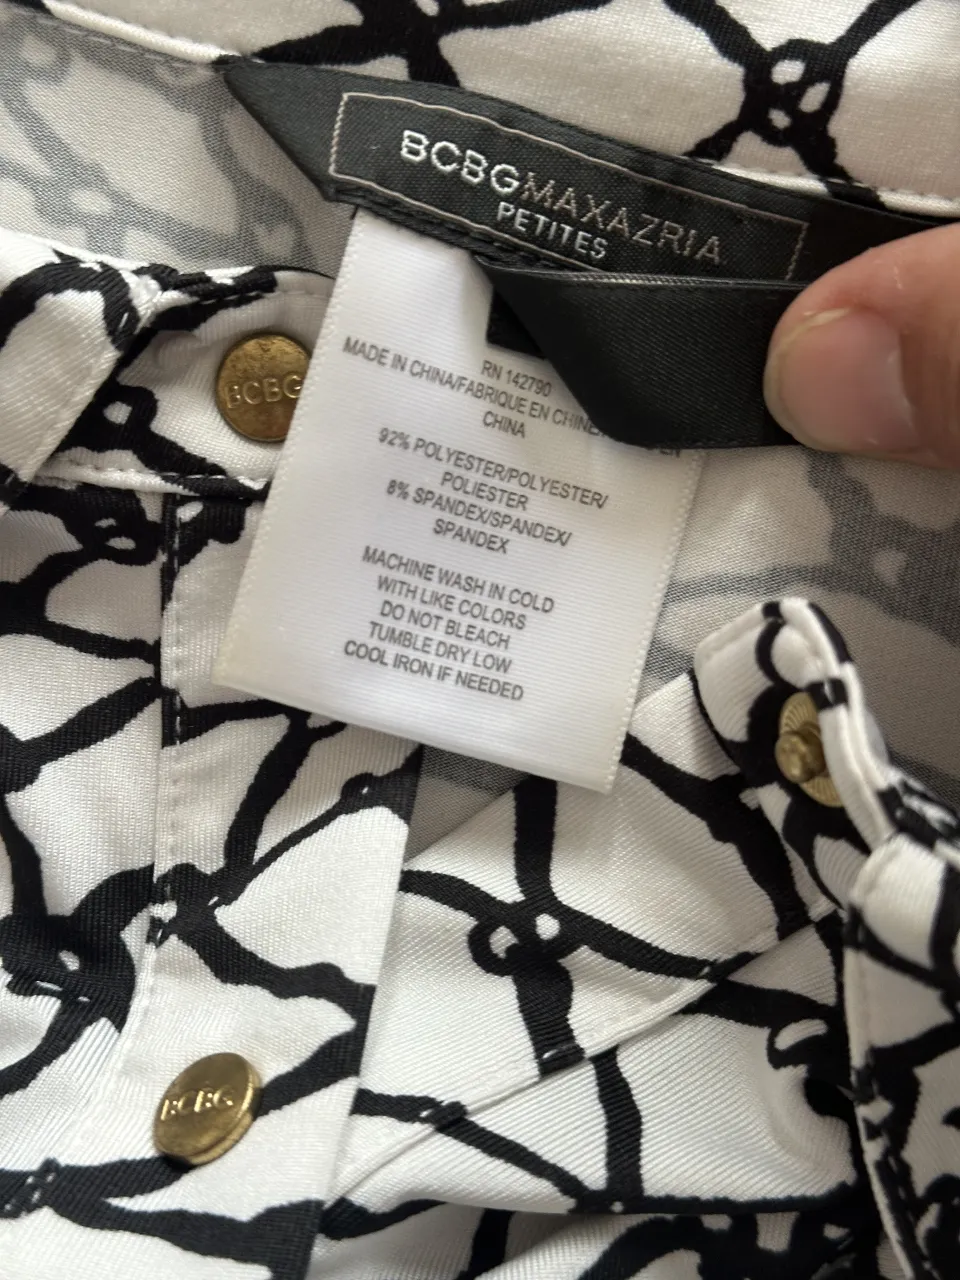 BCBGMAXAZRIA
PETITES
BCBG
RN 142790
MADE IN CHINA/FABRIQUE EN CHINE
EN
CHINA
92% POLYESTER/POLYESTER/
POLIESTER
8% SPANDEX/SPANDEX/
SPANDEX
MACHINE WASH IN COLD
WITH LIKE COLORS
DO NOT BLEACH
TUMBLE DRY LOW
COOL IRON IF NEEDED
BCBG